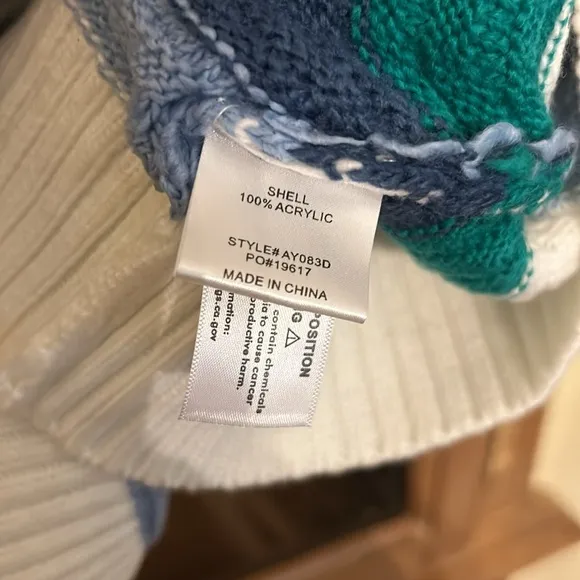 SHELL
100% ACRYLIC
STYLE# AY083D
PO#19617
MADE IN CHINA
POSITION
G ⚠
contain chemicals
to cause cancer
productive harm.
mation:
gs.ca.gov